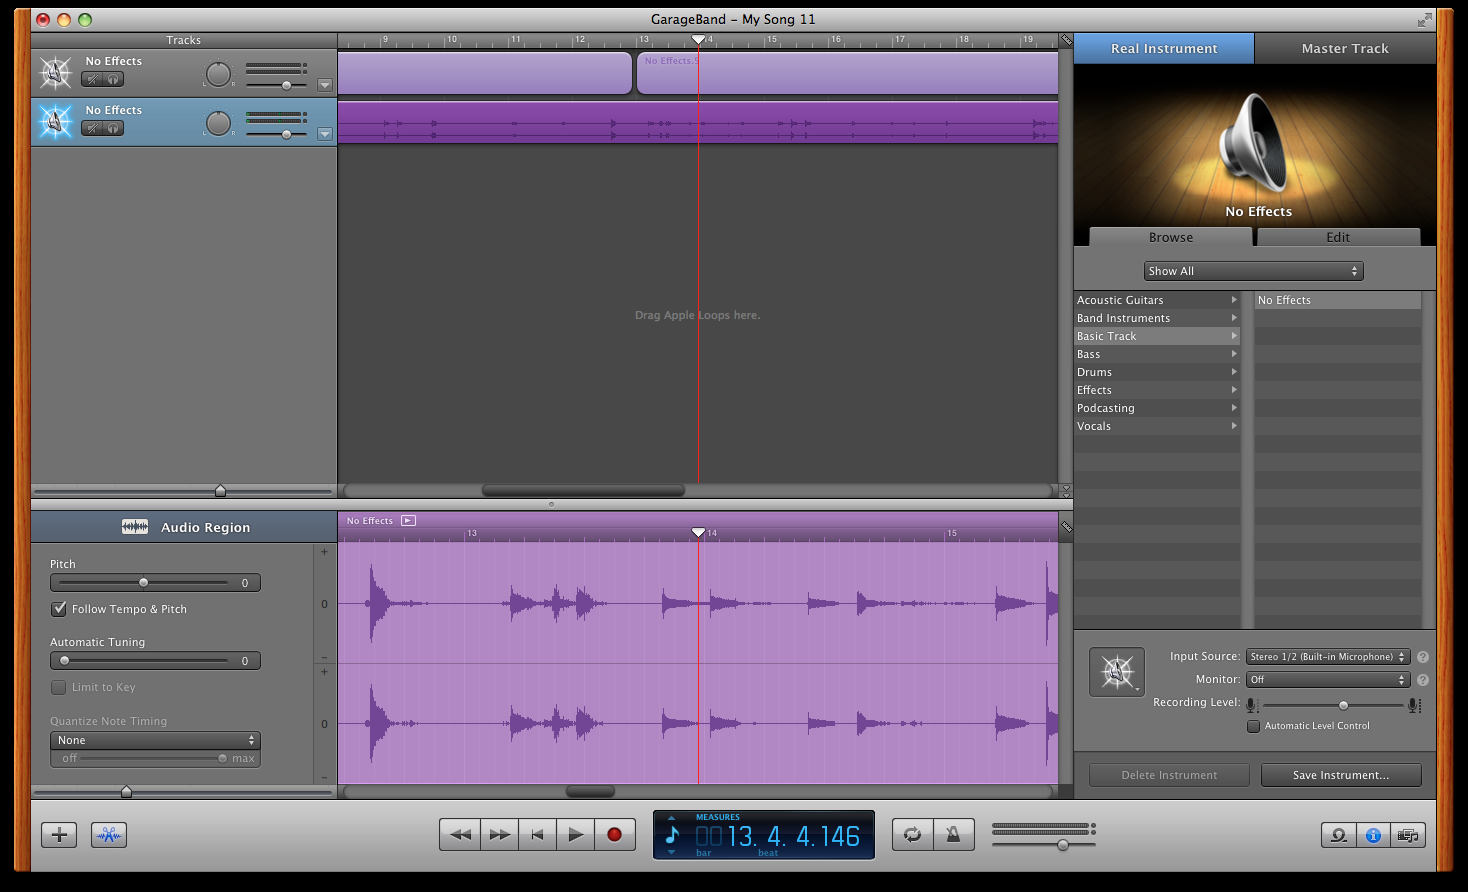 GarageBand – My Song 11
Tracks
9 10 11 12 13 14 15 16 17 18 19
Real Instrument
Master Track
No Effects
L R
No Effects
L R
No Effects.5
Drag Apple Loops here.
No Effects
Browse
Edit
Show All
Acoustic Guitars
Band Instruments
Basic Track
Bass
Drums
Effects
Podcasting
Vocals
No Effects
Audio Region
No Effects
13 14 15
Pitch
0
Follow Tempo & Pitch
Automatic Tuning
0
Limit to Key
Quantize Note Timing
None
off max
+
0
–
+
0
–
Input Source: Stereo 1/2 (Built-in Microphone) ?
Monitor: Off ?
Recording Level:
Automatic Level Control
Delete Instrument
Save Instrument...
MEASURES
0013. 4. 4.146
bar beat